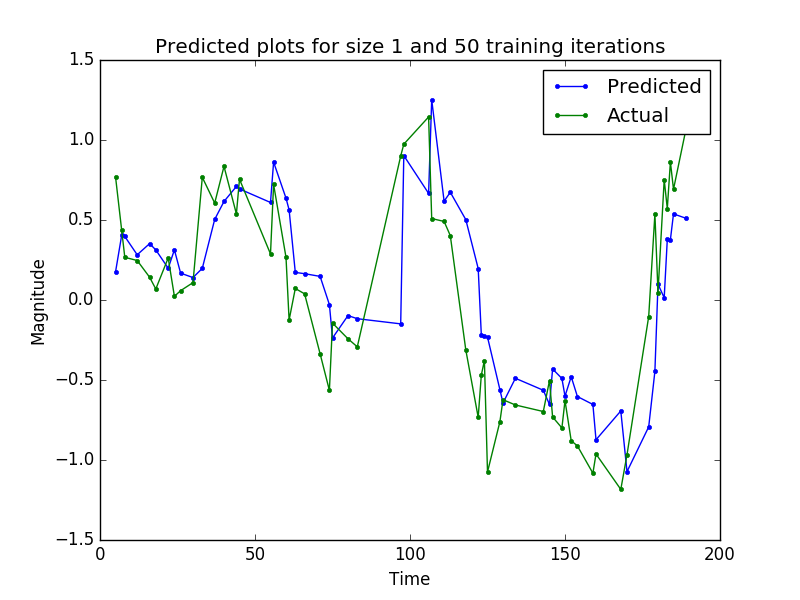 Predicted plots for size 1 and 50 training iterations
Predicted
Actual
1.5
1.0
0.5
0.0
−0.5
−1.0
−1.5
Magnitude
0
50
100
150
200
Time